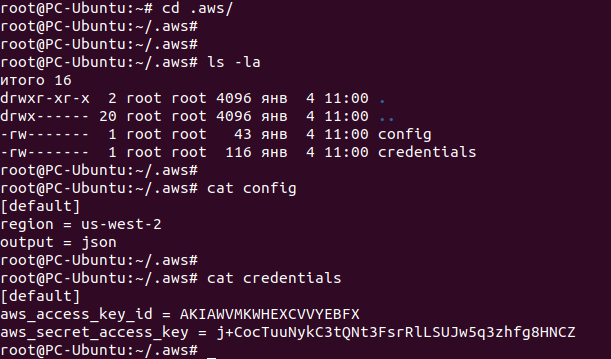 root@PC-Ubuntu:~# cd .aws/
root@PC-Ubuntu:~/.aws#
root@PC-Ubuntu:~/.aws#
root@PC-Ubuntu:~/.aws# ls -la
итого 16
drwxr-xr-x  2 root root 4096 янв  4 11:00 .
drwx------ 20 root root 4096 янв  4 11:00 ..
-rw-------  1 root root   43 янв  4 11:00 config
-rw-------  1 root root  116 янв  4 11:00 credentials
root@PC-Ubuntu:~/.aws#
root@PC-Ubuntu:~/.aws# cat config
[default]
region = us-west-2
output = json
root@PC-Ubuntu:~/.aws#
root@PC-Ubuntu:~/.aws# cat credentials
[default]
aws_access_key_id = AKIAWVMKWHEXCVVYEBFX
aws_secret_access_key = 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
root@PC-Ubuntu:~/.aws#